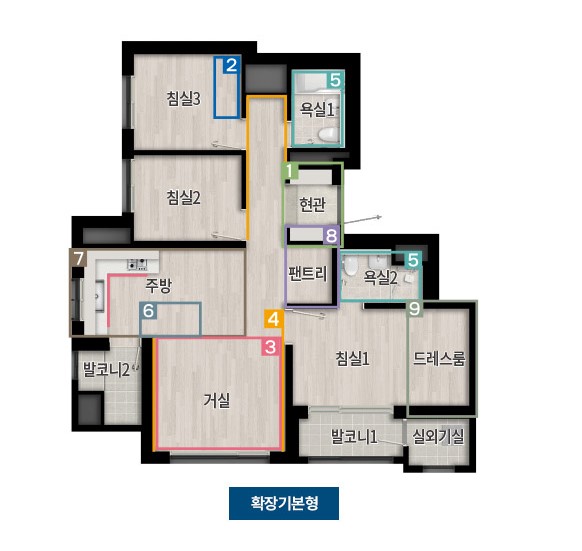 2
5
침실3
욕실1
1
침실2
현관
8
7
5
팬트리
욕실2
주방
6
9
4
3
발코니2
침실1
드레스룸
거실
발코니1
실외기실
확장기본형